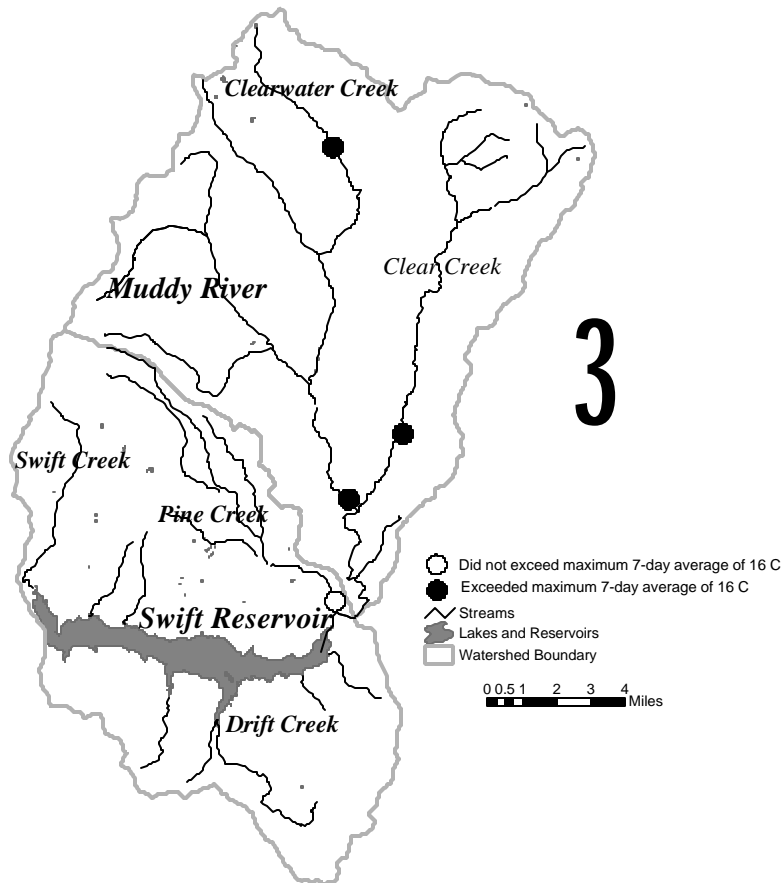 Clearwater Creek
Clear Creek
Muddy River
3
Swift Creek
Pine Creek
Did not exceed maximum 7-day average of 16 C
Exceeded maximum 7-day average of 16 C
Streams
Swift Reservoir
Lakes and Reservoirs
Watershed Boundary
0 0.5 1 2 3 4
Miles
Drift Creek